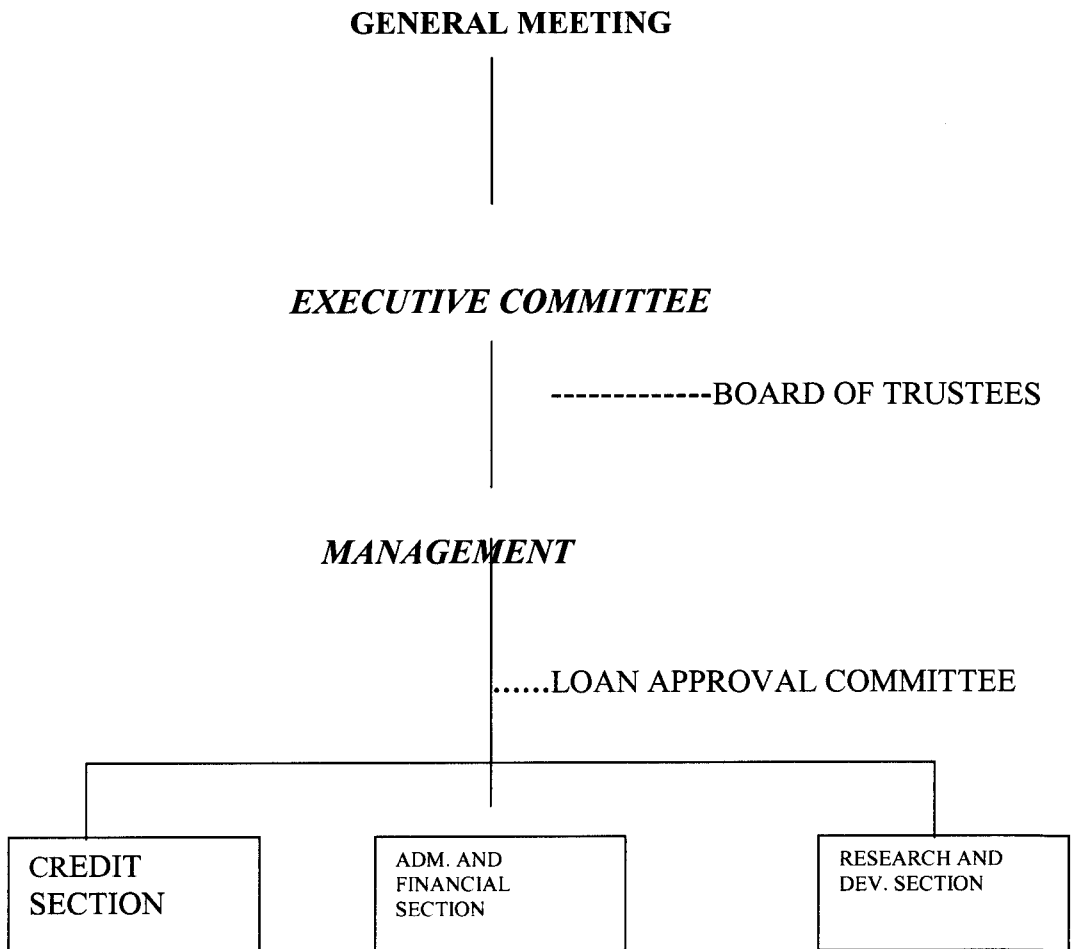 GENERAL MEETING
EXECUTIVE COMMITTEE
-------------BOARD OF TRUSTEES
MANAGEMENT
......LOAN APPROVAL COMMITTEE
CREDIT
SECTION
ADM. AND
FINANCIAL
SECTION
RESEARCH AND
DEV. SECTION